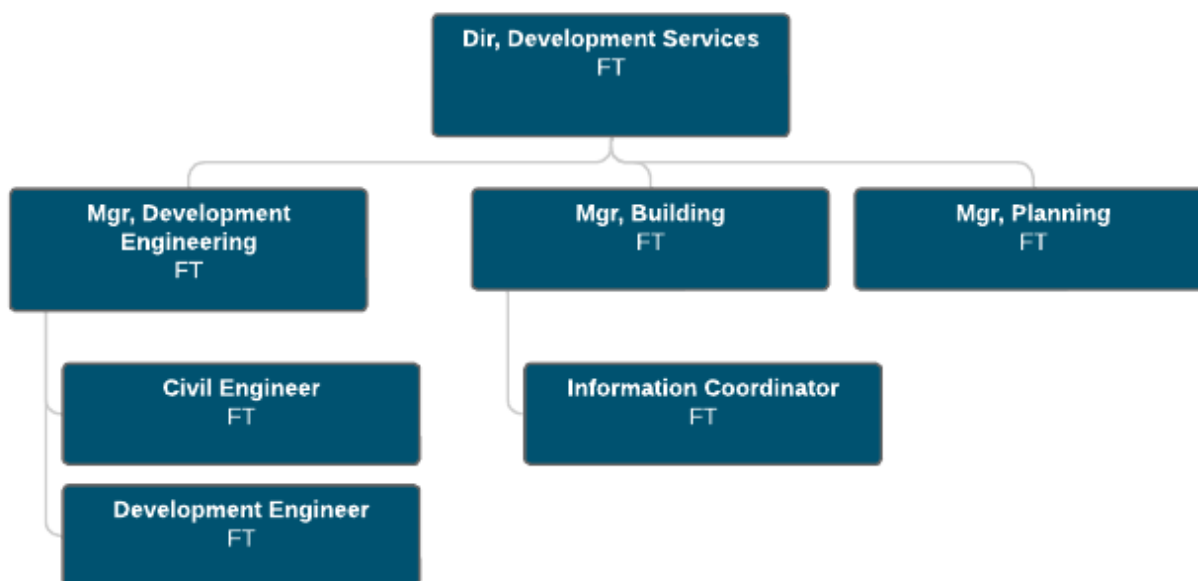 Dir, Development Services
FT
Mgr, Development
Engineering
FT
Mgr, Building
FT
Mgr, Planning
FT
Civil Engineer
FT
Development Engineer
FT
Information Coordinator
FT